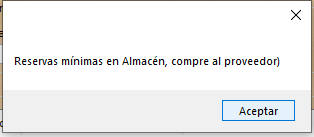 Reservas mínimas en Almacén, compre al proveedor)
Aceptar